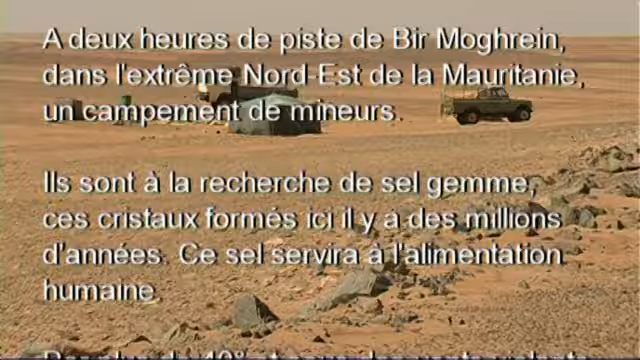 A deux heures de piste de Bir Moghrein,
dans l'extrême Nord Est de la Mauritanie,
un campement de mineurs.
Ils sont à la recherche de sel gemme,
ces cristaux formés ici il y a des millions
d'années. Ce sel servira à l'alimentation
humaine.